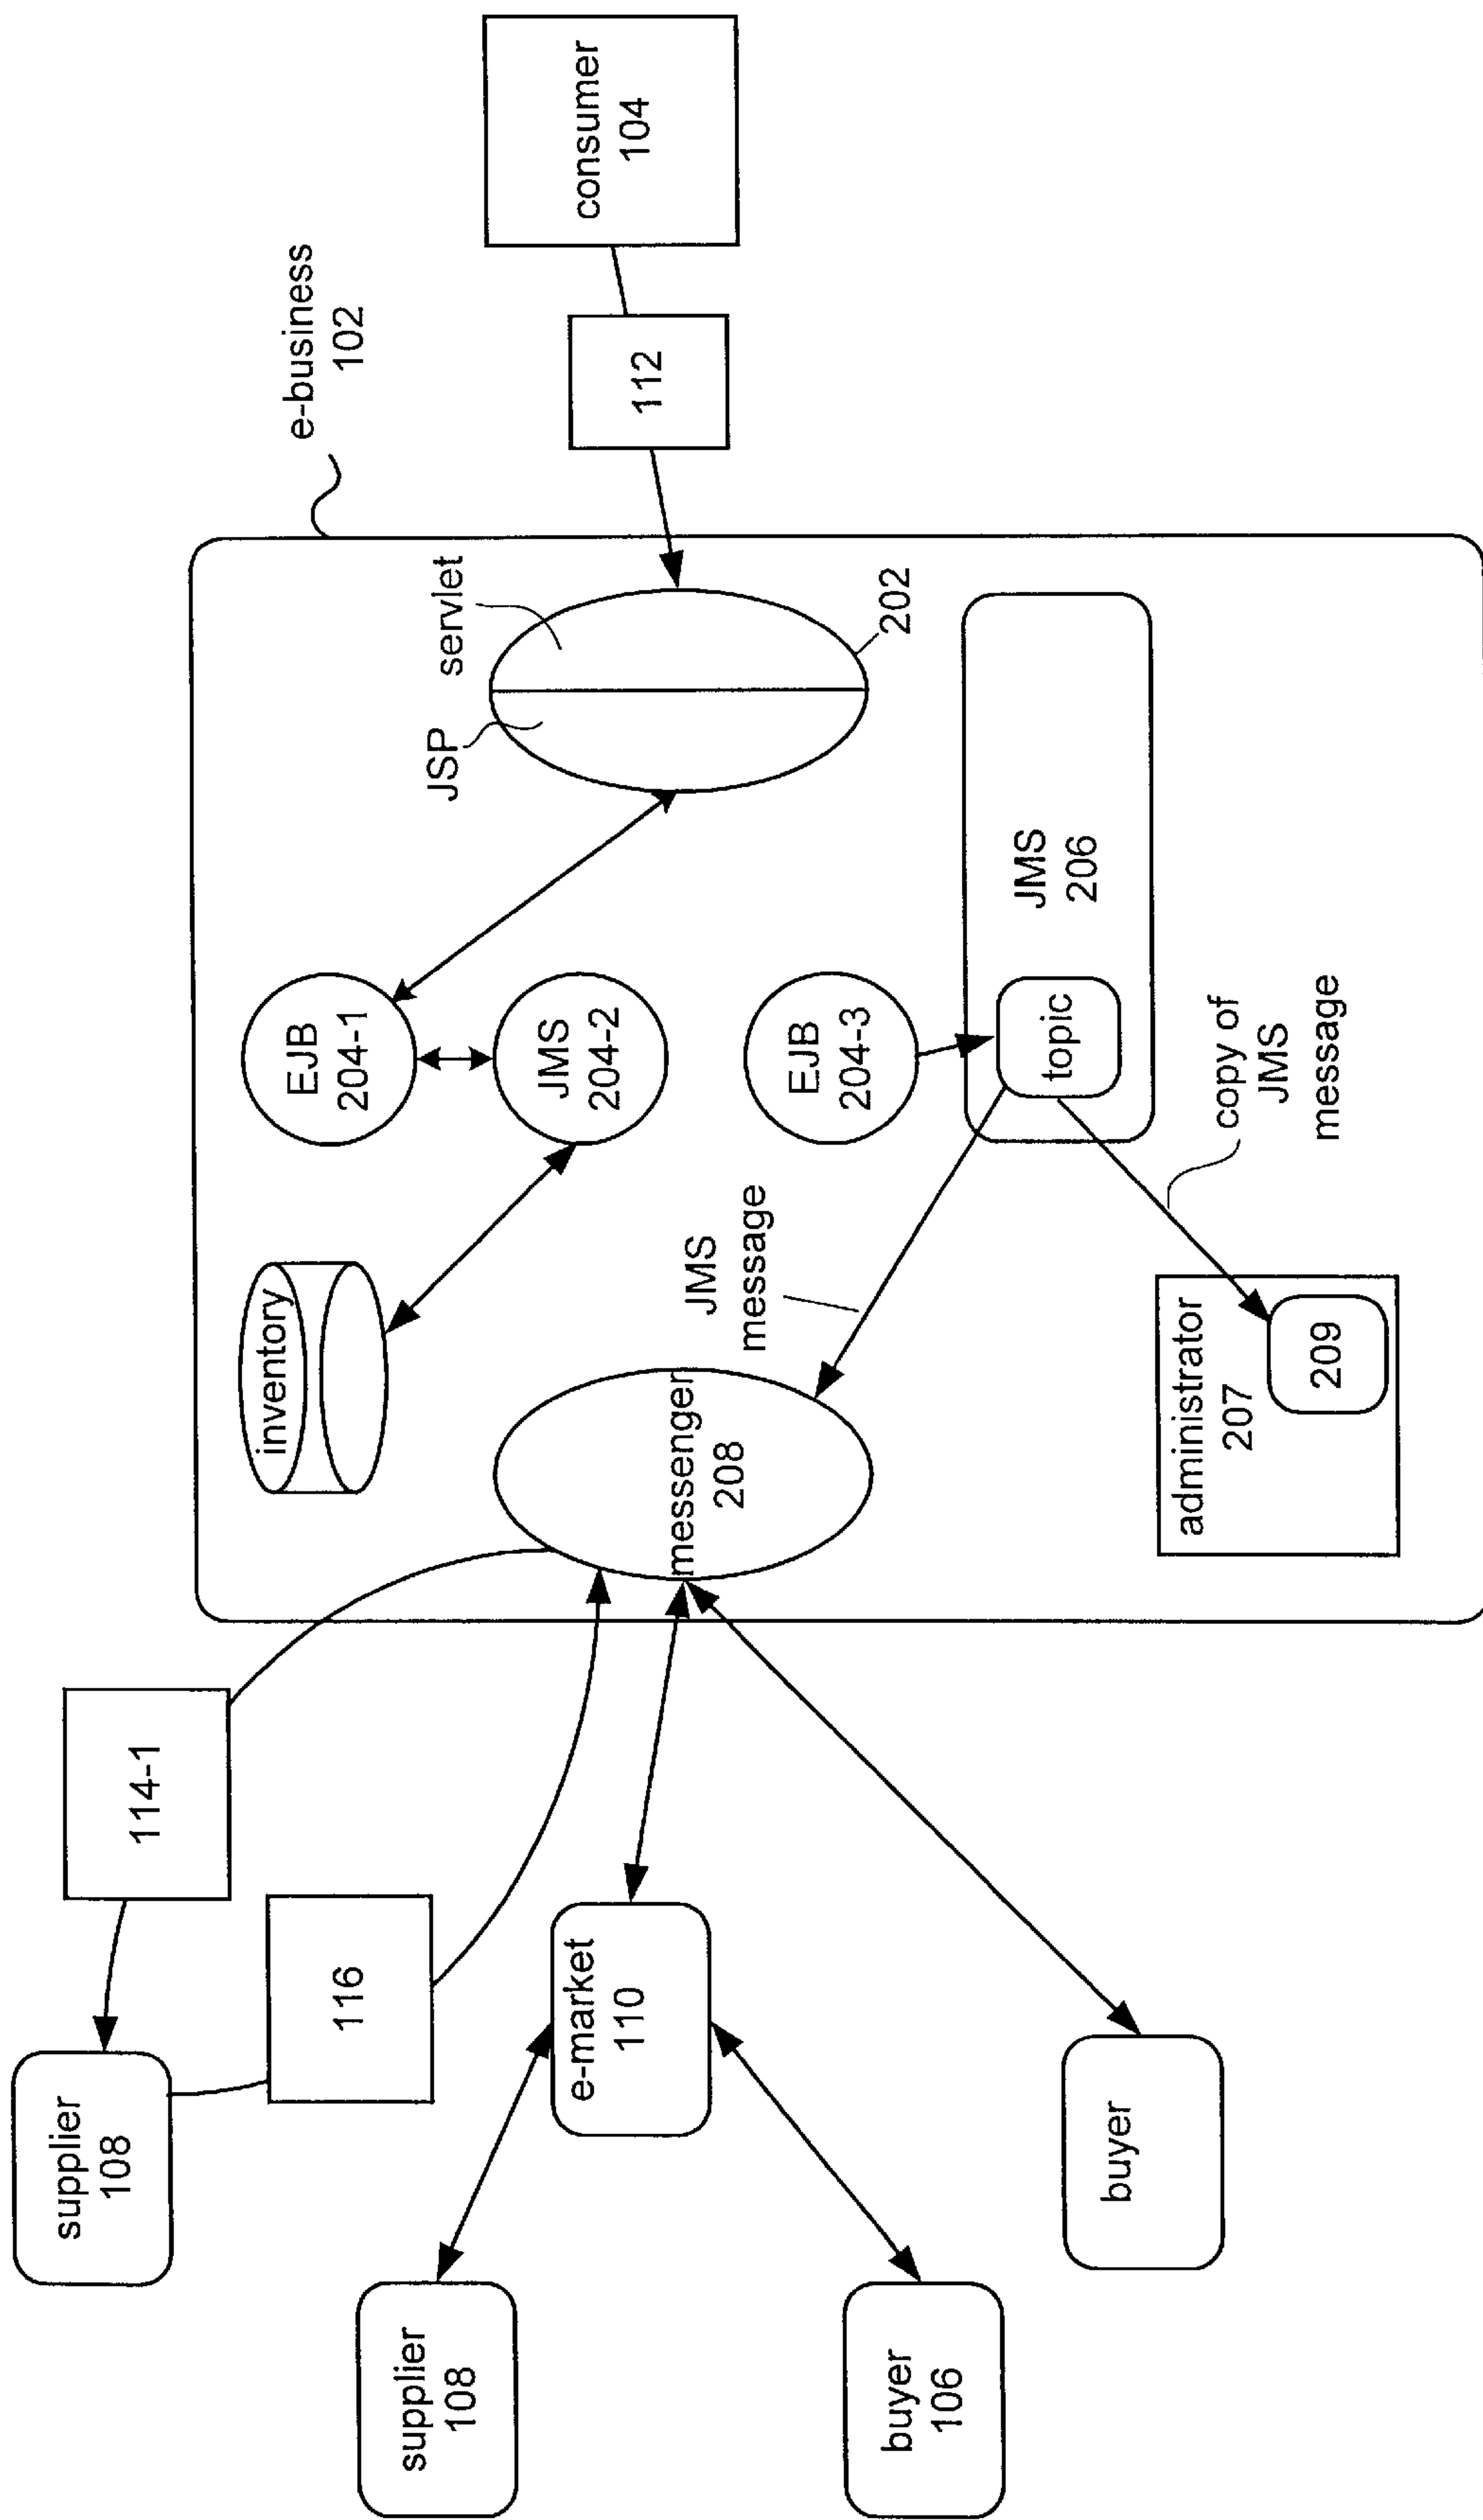 supplier
108
114-1
116
supplier
108
e-market
110
buyer
106
buyer
e-business
102
inventory
EJB
204-1
JMS
204-2
JSP
servlet
202
messenger
208
JMS
message
EJB
204-3
JMS
206
topic
copy of
JMS
message
administrator
207
209
112
consumer
104